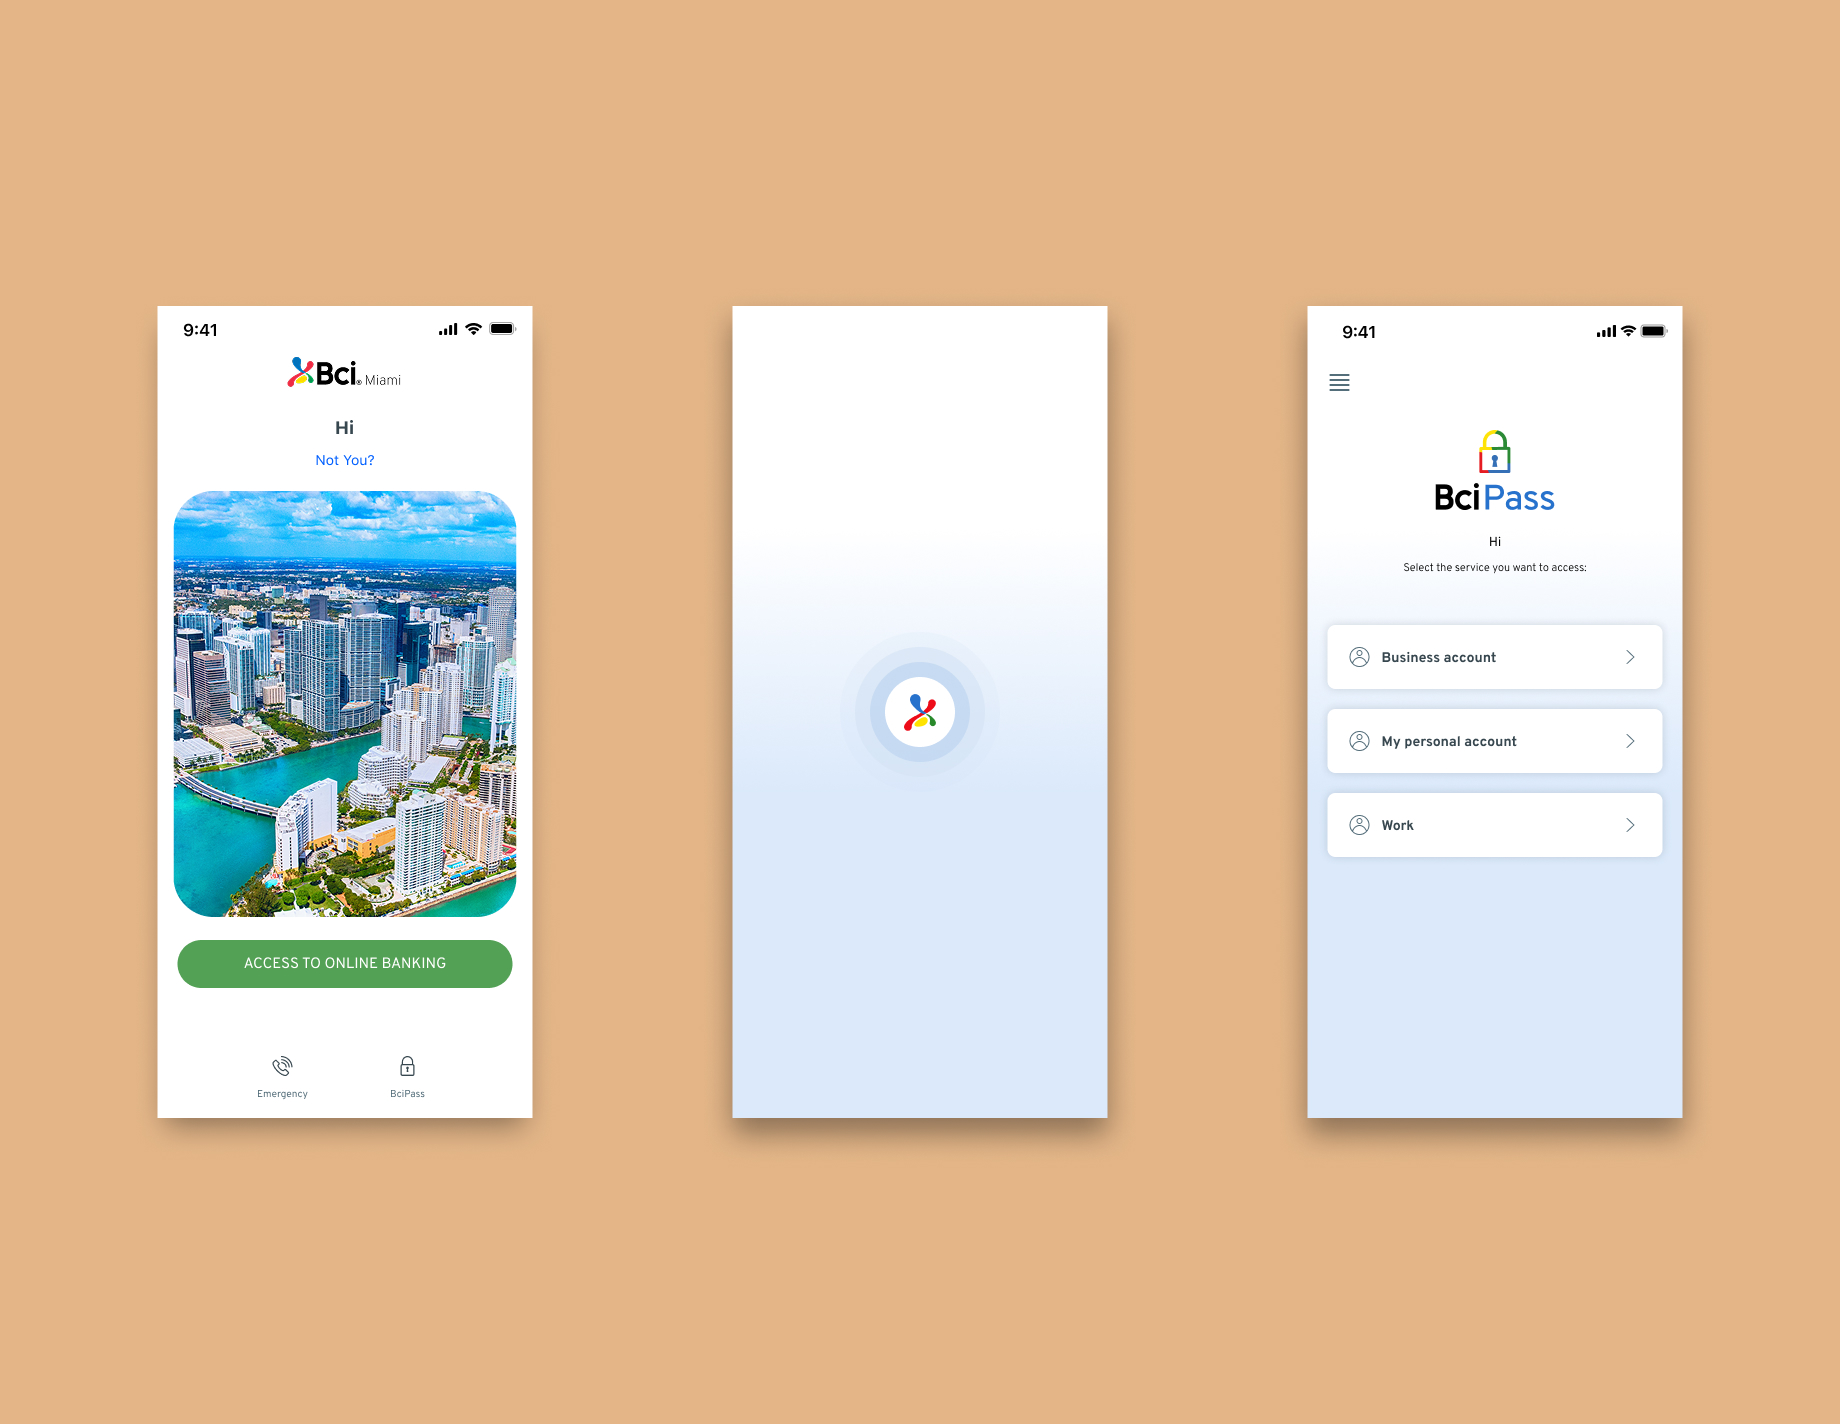 9:41
Bci® Miami
Hi
Not You?
ACCESS TO ONLINE BANKING
Emergency
BciPass
9:41
BciPass
Hi
Select the service you want to access:
Business account
My personal account
Work